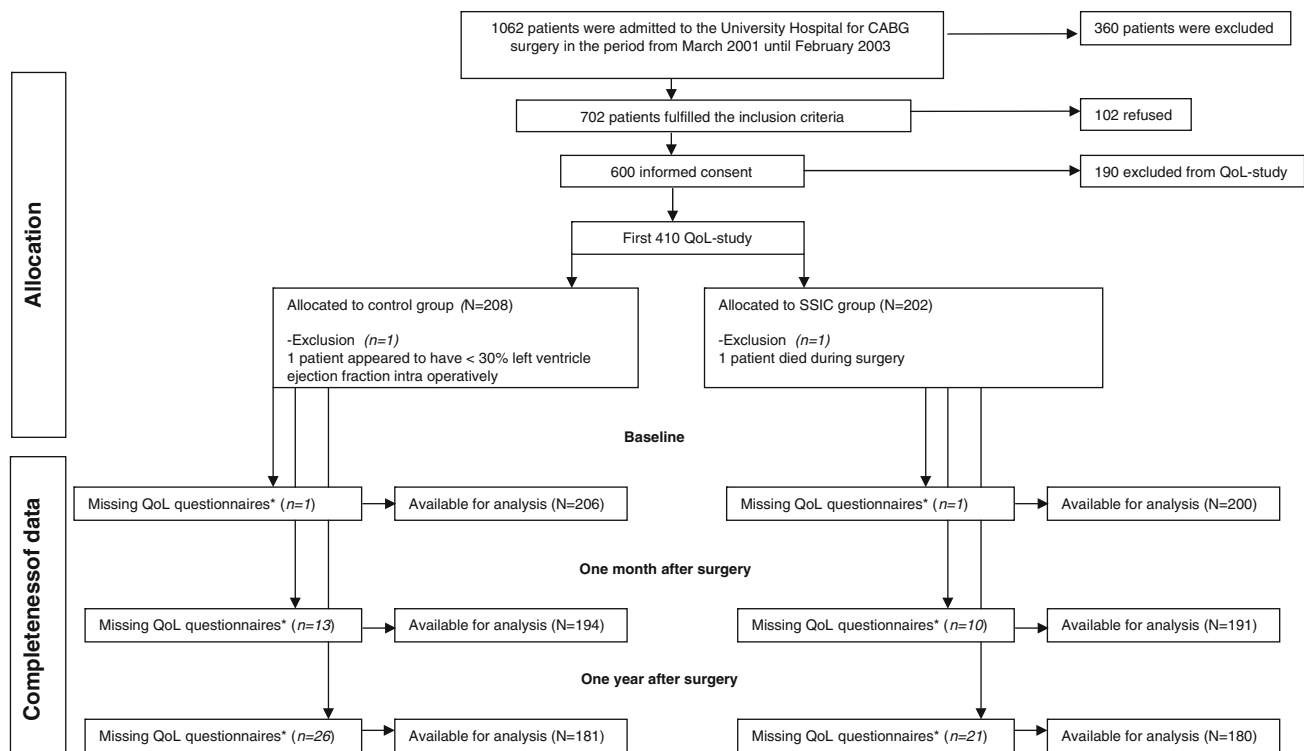 1062 patients were admitted to the University Hospital for CABG
surgery in the period from March 2001 until February 2003
360 patients were excluded
702 patients fulfilled the inclusion criteria
102 refused
600 informed consent
190 excluded from QoL-study
First 410 QoL-study
Allocation
Allocated to control group (N=208)
-Exclusion (n=1)
1 patient appeared to have < 30% left ventricle
ejection fraction intra operatively
Allocated to SSIC group (N=202)
-Exclusion (n=1)
1 patient died during surgery
Baseline
Completenessof data
Missing QoL questionnaires* (n=1)
Available for analysis (N=206)
Missing QoL questionnaires* (n=1)
Available for analysis (N=200)
One month after surgery
Missing QoL questionnaires* (n=13)
Available for analysis (N=194)
Missing QoL questionnaires* (n=10)
Available for analysis (N=191)
One year after surgery
Missing QoL questionnaires* (n=26)
Available for analysis (N=181)
Missing QoL questionnaires* (n=21)
Available for analysis (N=180)